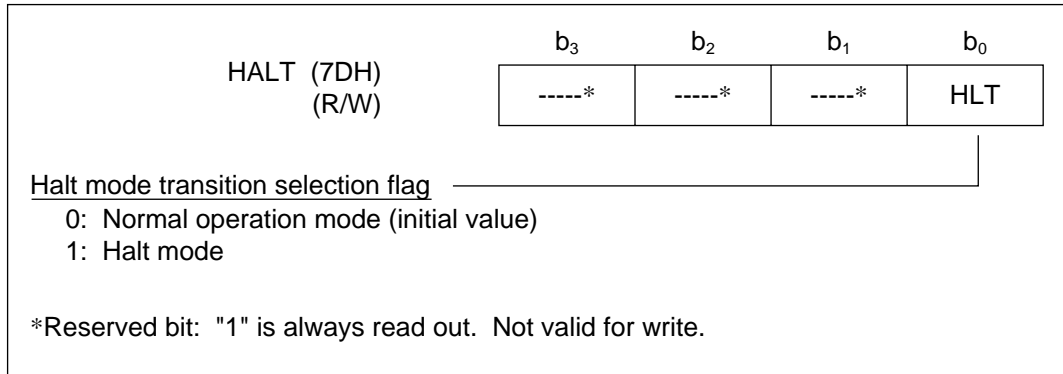 b3 b2 b1 b0
HALT (7DH)
(R/W)
-----* -----* -----* HLT
Halt mode transition selection flag
0: Normal operation mode (initial value)
1: Halt mode
*Reserved bit: "1" is always read out. Not valid for write.